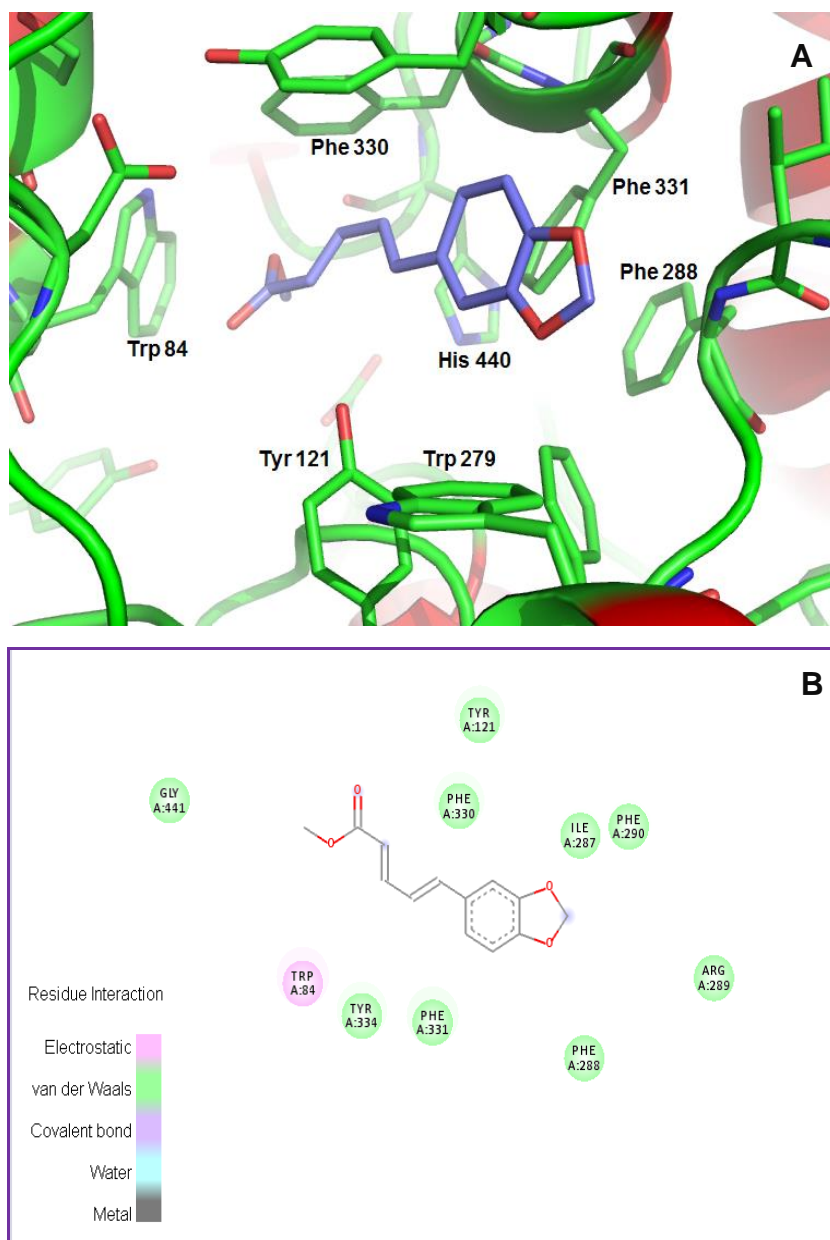 A
Phe 330
Phe 331
Phe 288
Trp 84
His 440
Tyr 121
Trp 279
B
TYR
A:121
GLY
A:441
PHE
A:330
ILE
A:287
PHE
A:290
O
O
O
O
TRP
A:84
TYR
A:334
PHE
A:331
ARG
A:289
PHE
A:288
Residue Interaction
Electrostatic
van der Waals
Covalent bond
Water
Metal